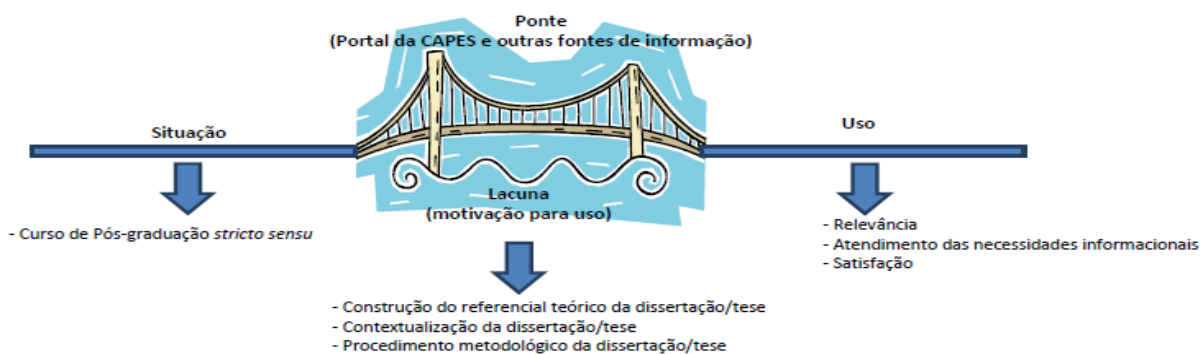 Ponte
(Portal da CAPES e outras fontes de informação)
Situação
Uso
Lacuna
(motivação para uso)
- Curso de Pós-graduação stricto sensu
- Relevância
- Atendimento das necessidades informacionais
- Satisfação
- Construção do referencial teórico da dissertação/tese
- Contextualização da dissertação/tese
- Procedimento metodológico da dissertação/tese